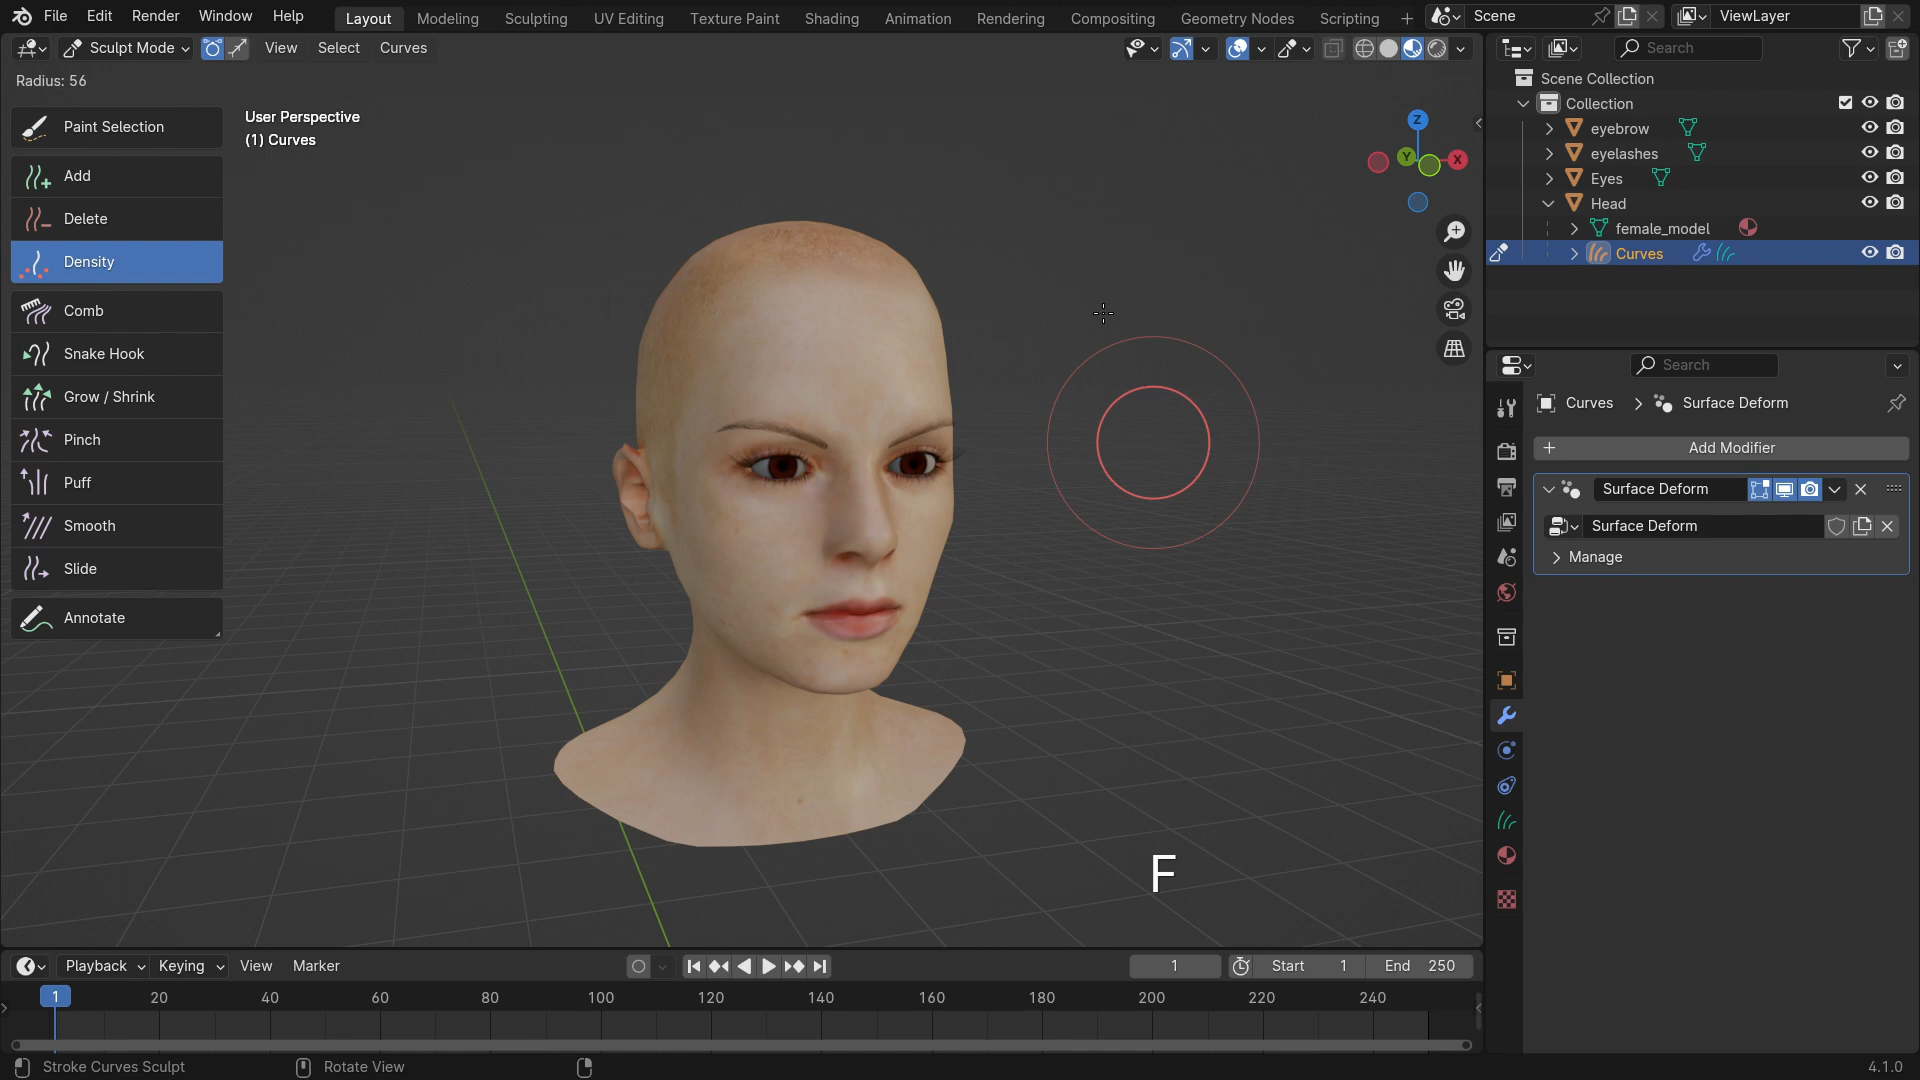 File Edit Render Window Help Layout Modeling Sculpting UV Editing Texture Paint Shading Animation Rendering Compositing Geometry Nodes Scripting + Scene ViewLayer
Sculpt Mode View Select Curves Search
Radius: 56
Scene Collection
Collection
User Perspective
(1) Curves
Paint Selection
Add
Delete
Density
Comb
Snake Hook
Grow / Shrink
Pinch
Puff
Smooth
Slide
Annotate
Z
Y
X
eyebrow
eyelashes
Eyes
Head
female_model
Curves
Search
Curves > Surface Deform
+ Add Modifier
Surface Deform
Surface Deform
Manage
F
Playback Keying View Marker 1 Start 1 End 250
1 20 40 60 80 100 120 140 160 180 200 220 240
Stroke Curves Sculpt Rotate View 4.1.0